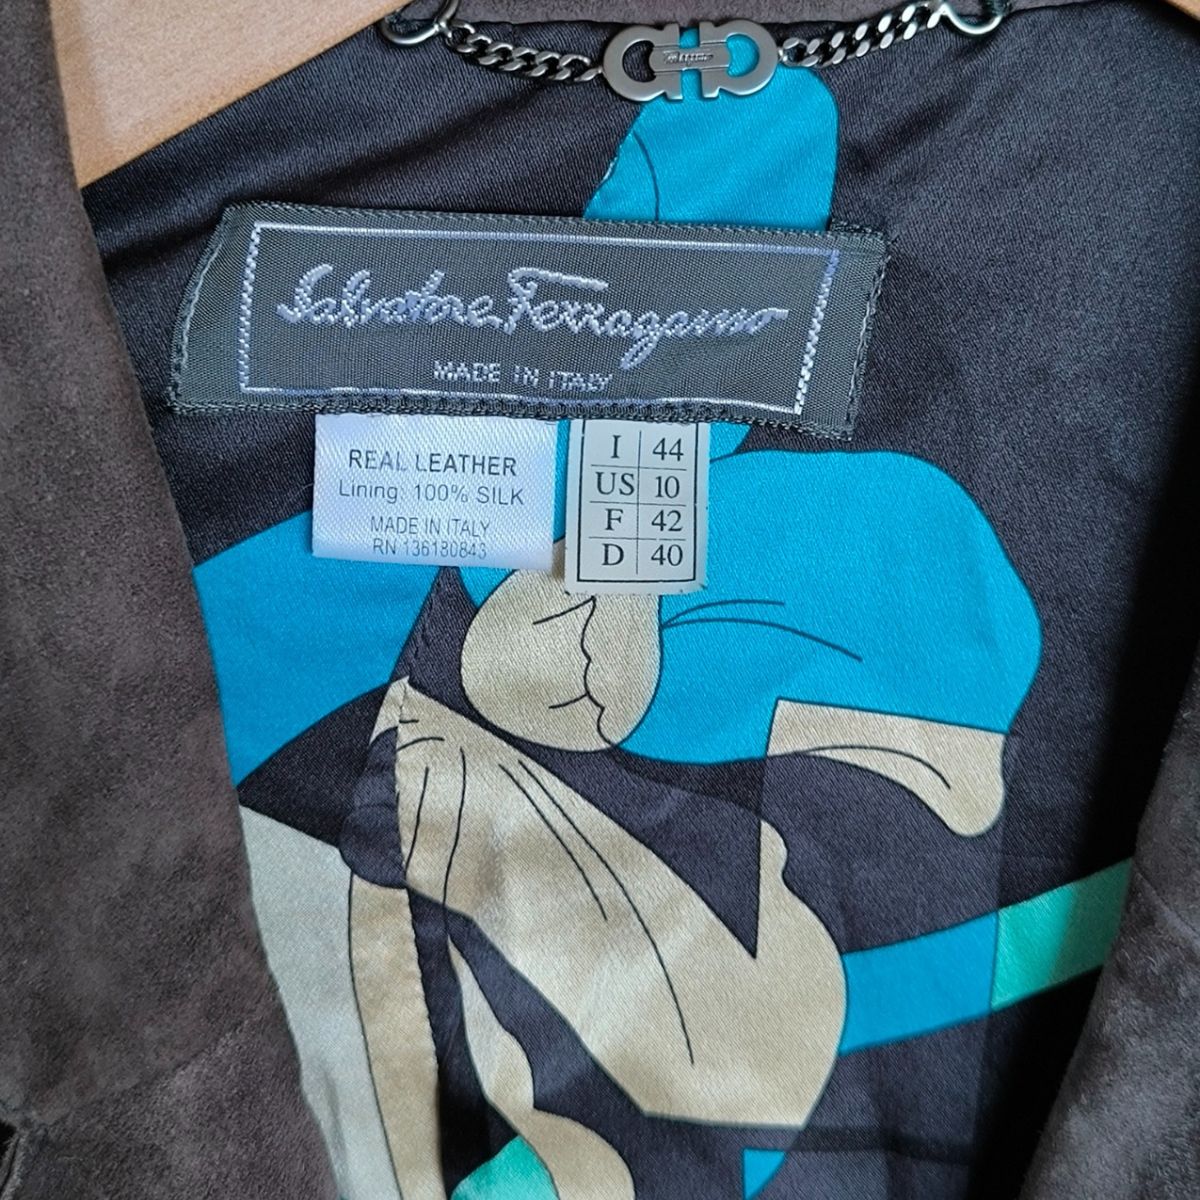 Ferragamo
Salvatore Ferragamo
MADE IN ITALY
REAL LEATHER
Lining: 100% SILK
MADE IN ITALY
RN 136180843
I 44
US 10
F 42
D 40